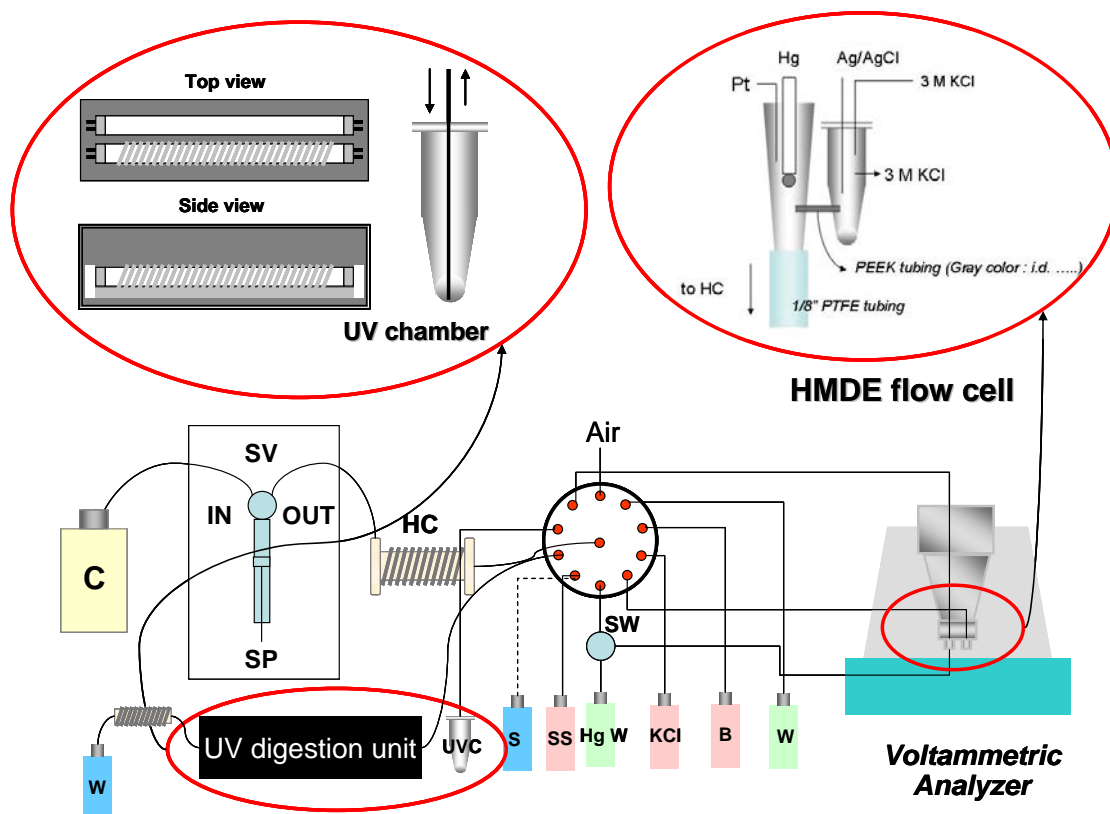 Top view
Side view
UV chamber
Hg
Ag/AgCl
Pt
3 M KCl
3 M KCl
PEEK tubing (Gray color : i.d. .....)
to HC
1/8" PTFE tubing
HMDE flow cell
Air
SV
IN
OUT
HC
C
SP
SW
UV digestion unit
W
UVC
S
SS
Hg W
KCl
B
W
Voltammetric
Analyzer